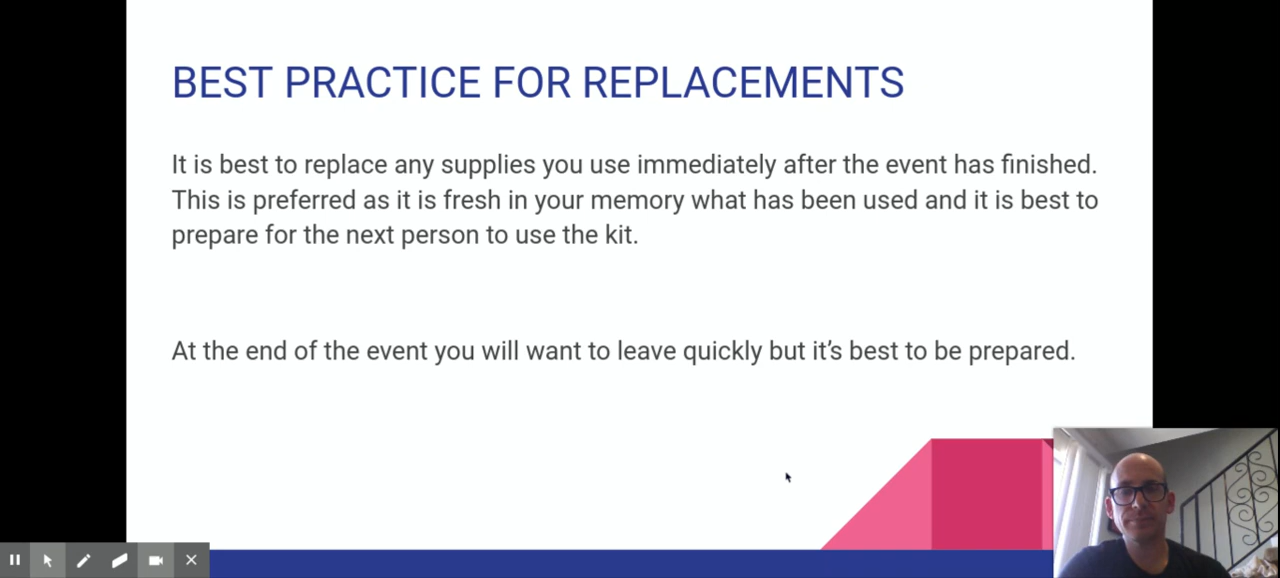 BEST PRACTICE FOR REPLACEMENTS
It is best to replace any supplies you use immediately after the event has finished.
This is preferred as it is fresh in your memory what has been used and it is best to
prepare for the next person to use the kit.
At the end of the event you will want to leave quickly but it’s best to be prepared.